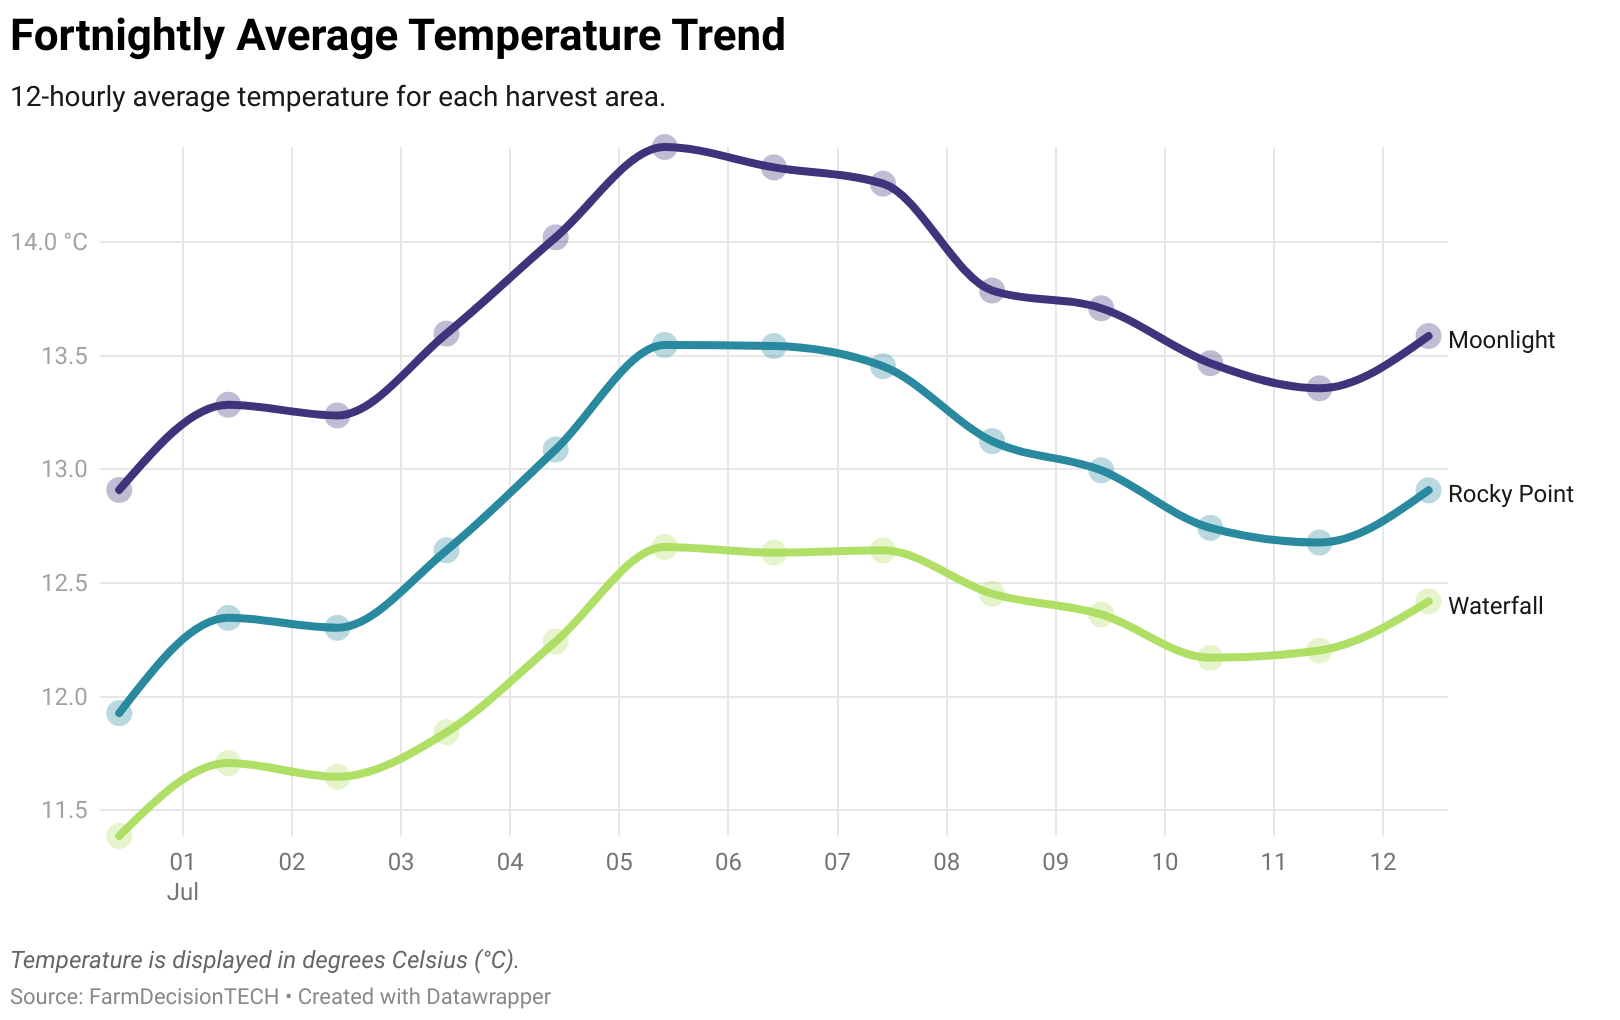 Fortnightly Average Temperature Trend
12-hourly average temperature for each harvest area.
14.0 °C
13.5
13.0
12.5
12.0
11.5
Moonlight
Rocky Point
Waterfall
01 02 03 04 05 06 07 08 09 10 11 12
Jul
Temperature is displayed in degrees Celsius (°C).
Source: FarmDecisionTECH • Created with Datawrapper